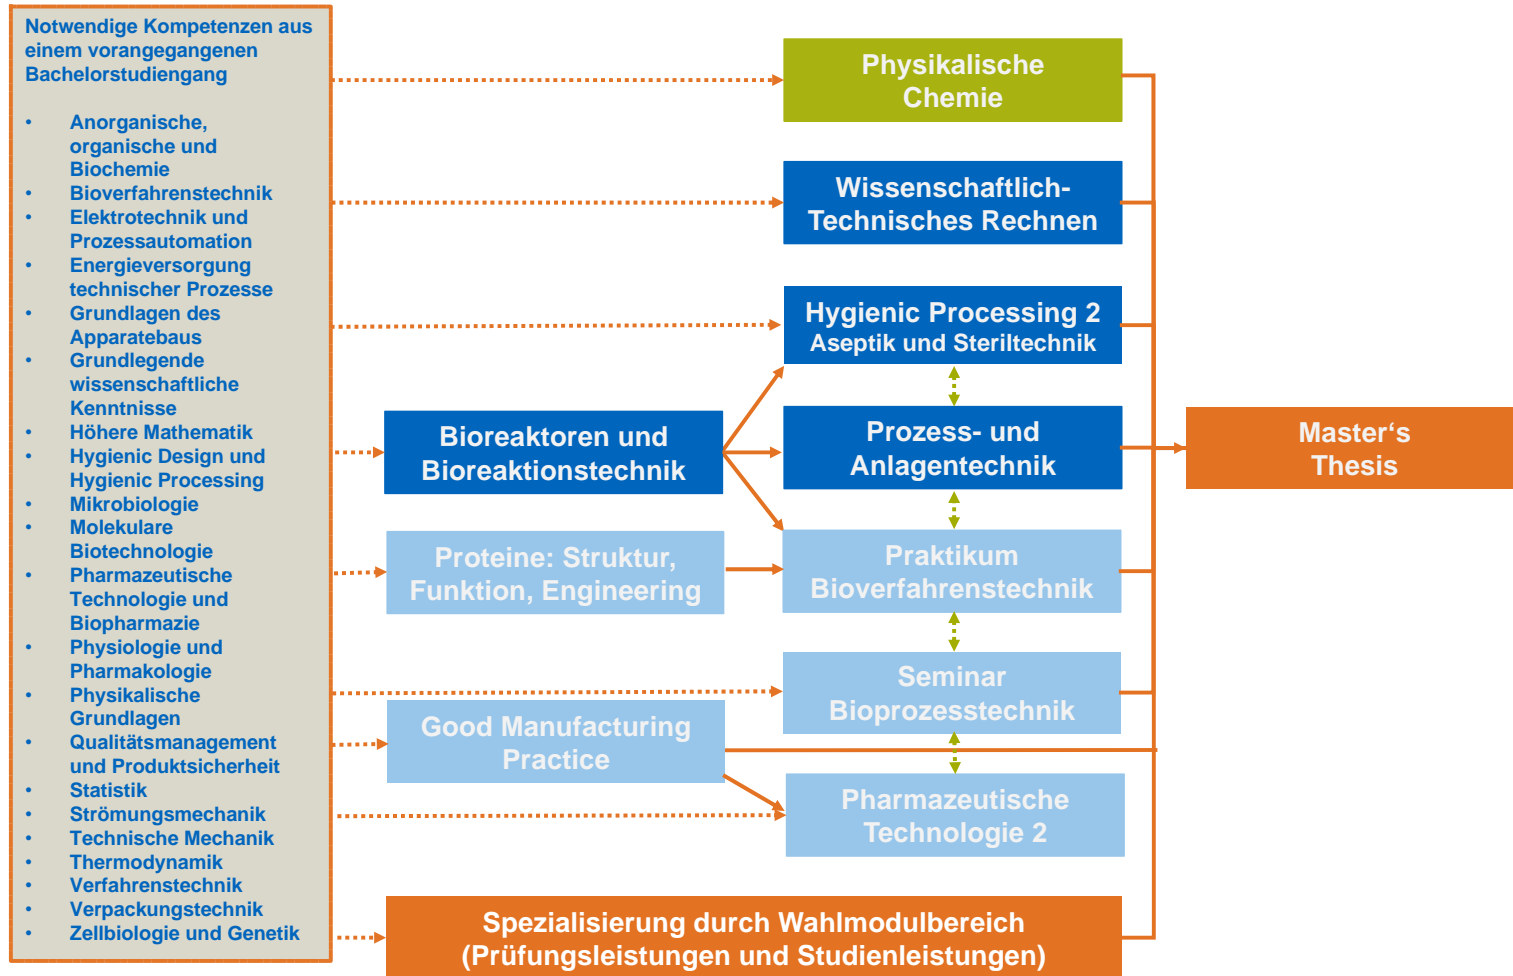 Notwendige Kompetenzen aus
einem vorangegangenen
Bachelorstudiengang
• Anorganische,
organische und
Biochemie
• Bioverfahrenstechnik
• Elektrotechnik und
Prozessautomation
• Energieversorgung
technischer Prozesse
• Grundlagen des
Apparatebaus
• Grundlegende
wissenschaftliche
Kenntnisse
• Höhere Mathematik
• Hygienic Design und
Hygienic Processing
• Mikrobiologie
• Molekulare
Biotechnologie
• Pharmazeutische
Technologie und
Biopharmazie
• Physiologie und
Pharmakologie
• Physikalische
Grundlagen
• Qualitätsmanagement
und Produktsicherheit
• Statistik
• Strömungsmechanik
• Technische Mechanik
• Thermodynamik
• Verfahrenstechnik
• Verpackungstechnik
• Zellbiologie und Genetik
Bioreaktoren und
Bioreaktionstechnik
Proteine: Struktur,
Funktion, Engineering
Good Manufacturing
Practice
Physikalische
Chemie
Wissenschaftlich-
Technisches Rechnen
Hygienic Processing 2
Aseptik und Steriltechnik
Prozess- und
Anlagentechnik
Praktikum
Bioverfahrenstechnik
Seminar
Bioprozesstechnik
Pharmazeutische
Technologie 2
Spezialisierung durch Wahlmodulbereich
(Prüfungsleistungen und Studienleistungen)
Master‘s
Thesis